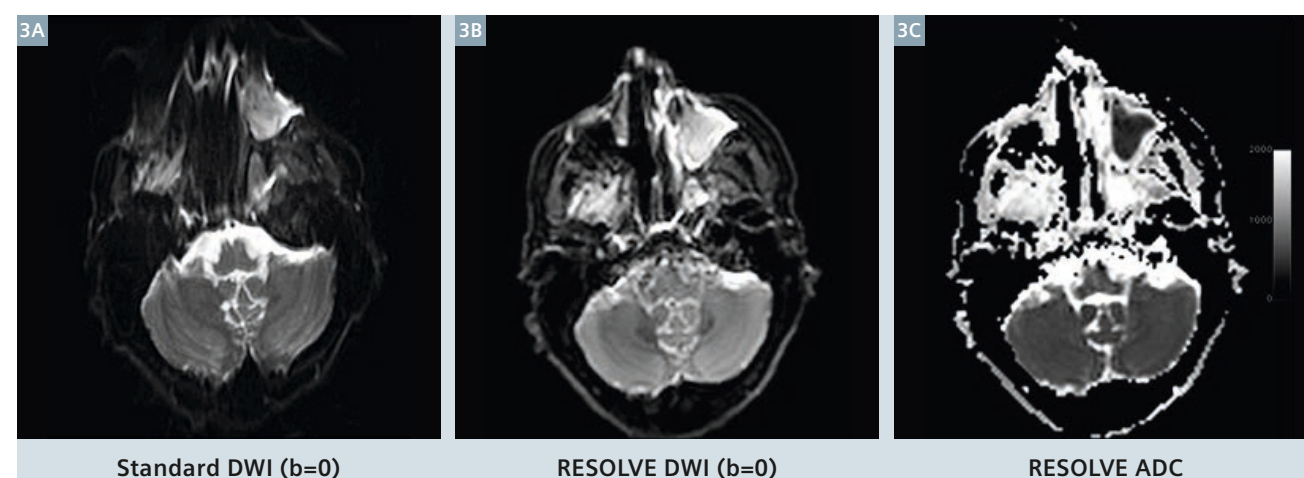 3A
3B
3C
2000
1000
0
Standard DWI (b=0)
RESOLVE DWI (b=0)
RESOLVE ADC